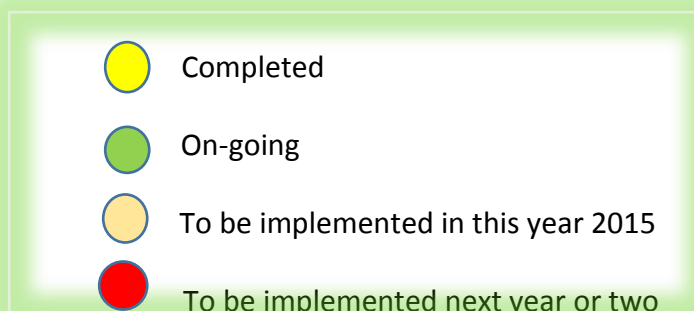 Completed
On-going
To be implemented in this year 2015
To be implemented next year or two